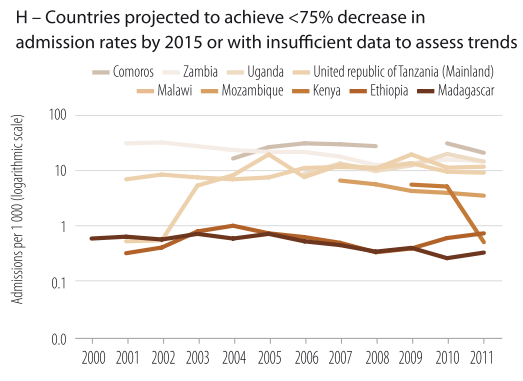 H – Countries projected to achieve <75% decrease in
admission rates by 2015 or with insufficient data to assess trends
Comoros Zambia Uganda United republic of Tanzania (Mainland)
Malawi Mozambique Kenya Ethiopia Madagascar
Admissions per 1 000 (logarithmic scale)
100
10
1
0.1
0.0
2000 2001 2002 2003 2004 2005 2006 2007 2008 2009 2010 2011